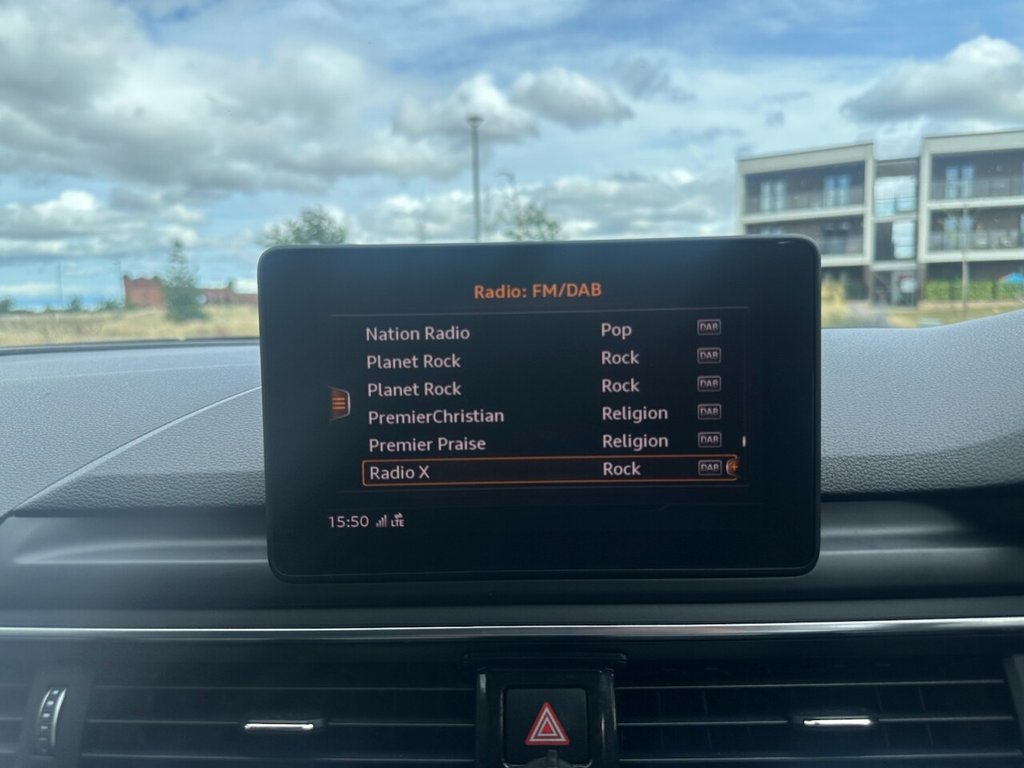 Radio: FM/DAB
Nation Radio Pop DAB
Planet Rock Rock DAB
Planet Rock Rock DAB
PremierChristian Religion DAB
Premier Praise Religion DAB
Radio X Rock DAB
15:50 LTE